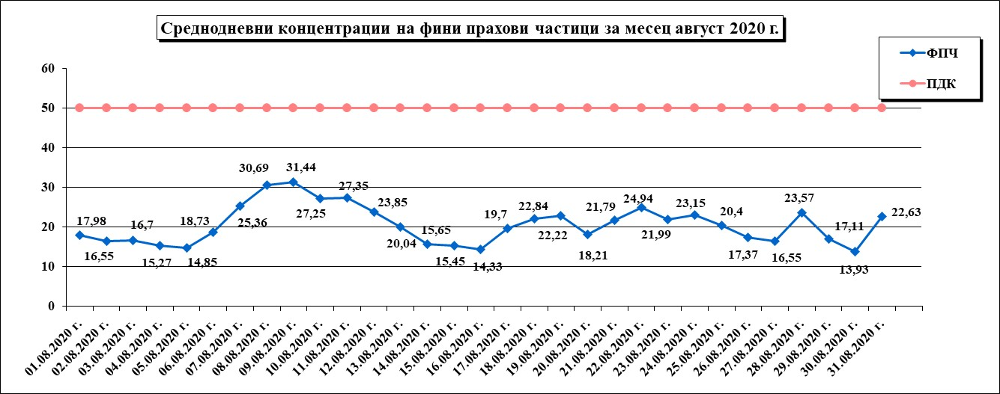 Среднодневни концентрации на фини прахови частици за месец август 2020 г.
ФПЧ
ПДК
60
50
40
30
20
10
0
17,98
16,55
16,7
15,27
14,85
18,73
25,36
30,69
31,44
27,25
27,35
23,85
20,04
15,65
15,45
14,33
19,7
22,22
22,84
18,21
21,79
24,94
21,99
23,15
20,4
17,37
16,55
23,57
17,11
13,93
22,63
01.08.2020 г.
02.08.2020 г.
03.08.2020 г.
04.08.2020 г.
05.08.2020 г.
06.08.2020 г.
07.08.2020 г.
08.08.2020 г.
09.08.2020 г.
10.08.2020 г.
11.08.2020 г.
12.08.2020 г.
13.08.2020 г.
14.08.2020 г.
15.08.2020 г.
16.08.2020 г.
17.08.2020 г.
18.08.2020 г.
19.08.2020 г.
20.08.2020 г.
21.08.2020 г.
22.08.2020 г.
23.08.2020 г.
24.08.2020 г.
25.08.2020 г.
26.08.2020 г.
27.08.2020 г.
28.08.2020 г.
29.08.2020 г.
30.08.2020 г.
31.08.2020 г.